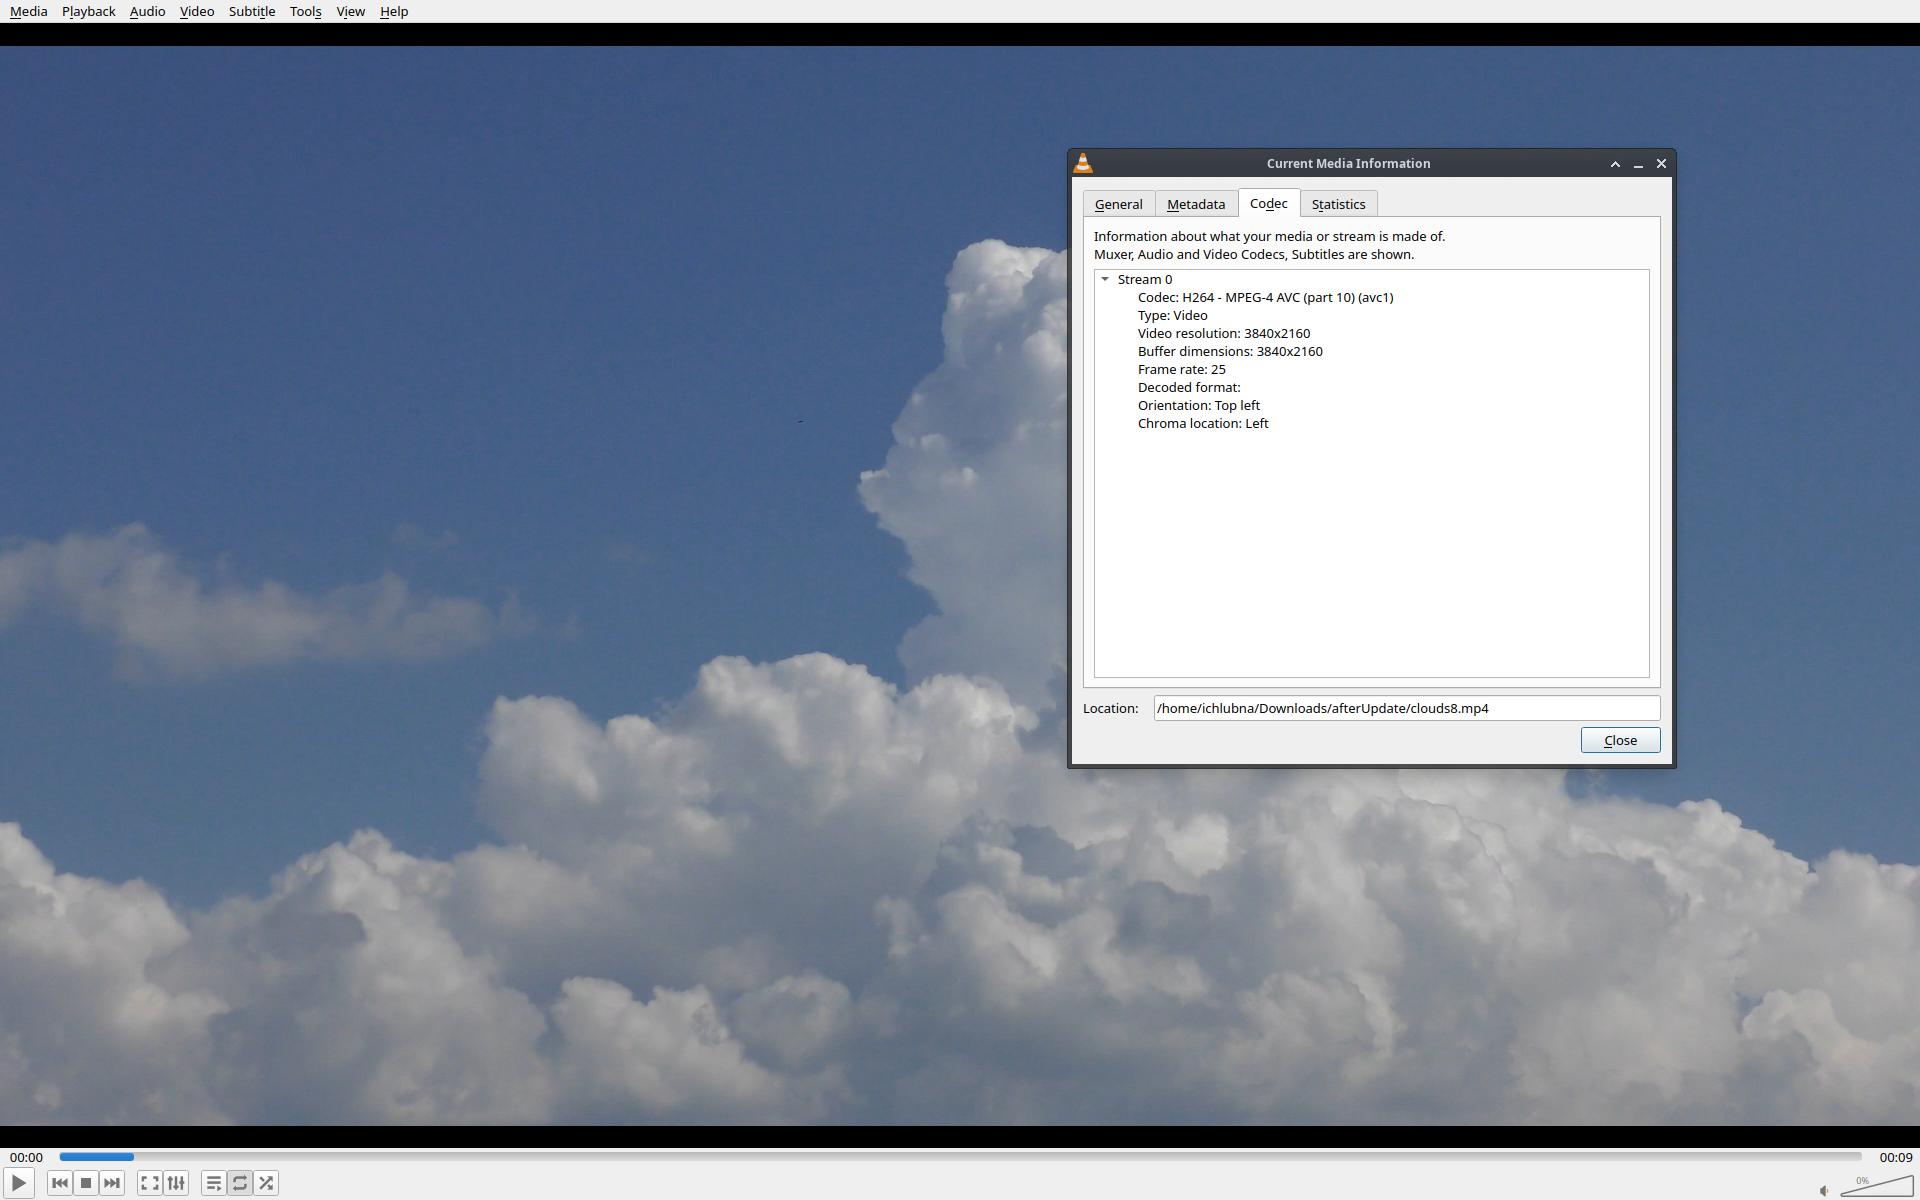 Media Playback Audio Video Subtitle Tools View Help
Current Media Information
General Metadata Codec Statistics
Information about what your media or stream is made of.
Muxer, Audio and Video Codecs, Subtitles are shown.
Stream 0
Codec: H264 - MPEG-4 AVC (part 10) (avc1)
Type: Video
Video resolution: 3840x2160
Buffer dimensions: 3840x2160
Frame rate: 25
Decoded format:
Orientation: Top left
Chroma location: Left
Location: /home/ichlubna/Downloads/afterUpdate/clouds8.mp4
Close
00:00 00:09
0%